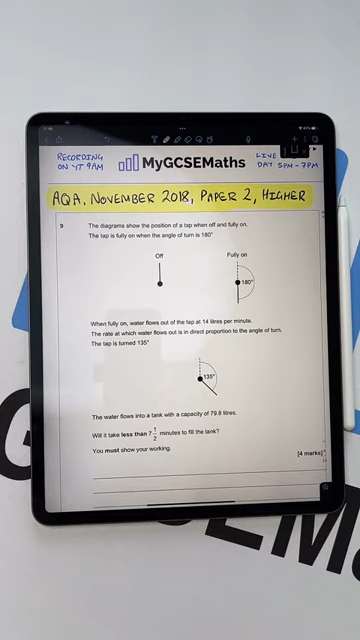 RECORDING
ON YT 9AM
MyGCSEMaths
LIVE
DAY 5PM-7PM
AQA, NOVEMBER 2018, PAPER 2, HIGHER
9 The diagrams show the position of a tap when off and fully on.
The tap is fully on when the angle of turn is 180°
Off Fully on
180°
When fully on, water flows out of the tap at 14 litres per minute.
The rate at which water flows out is in direct proportion to the angle of turn.
The tap is turned 135°
135°
The water flows into a tank with a capacity of 79.8 litres.
Will it take less than 7 1/2 minutes to fill the tank?
You must show your working.
[4 marks]